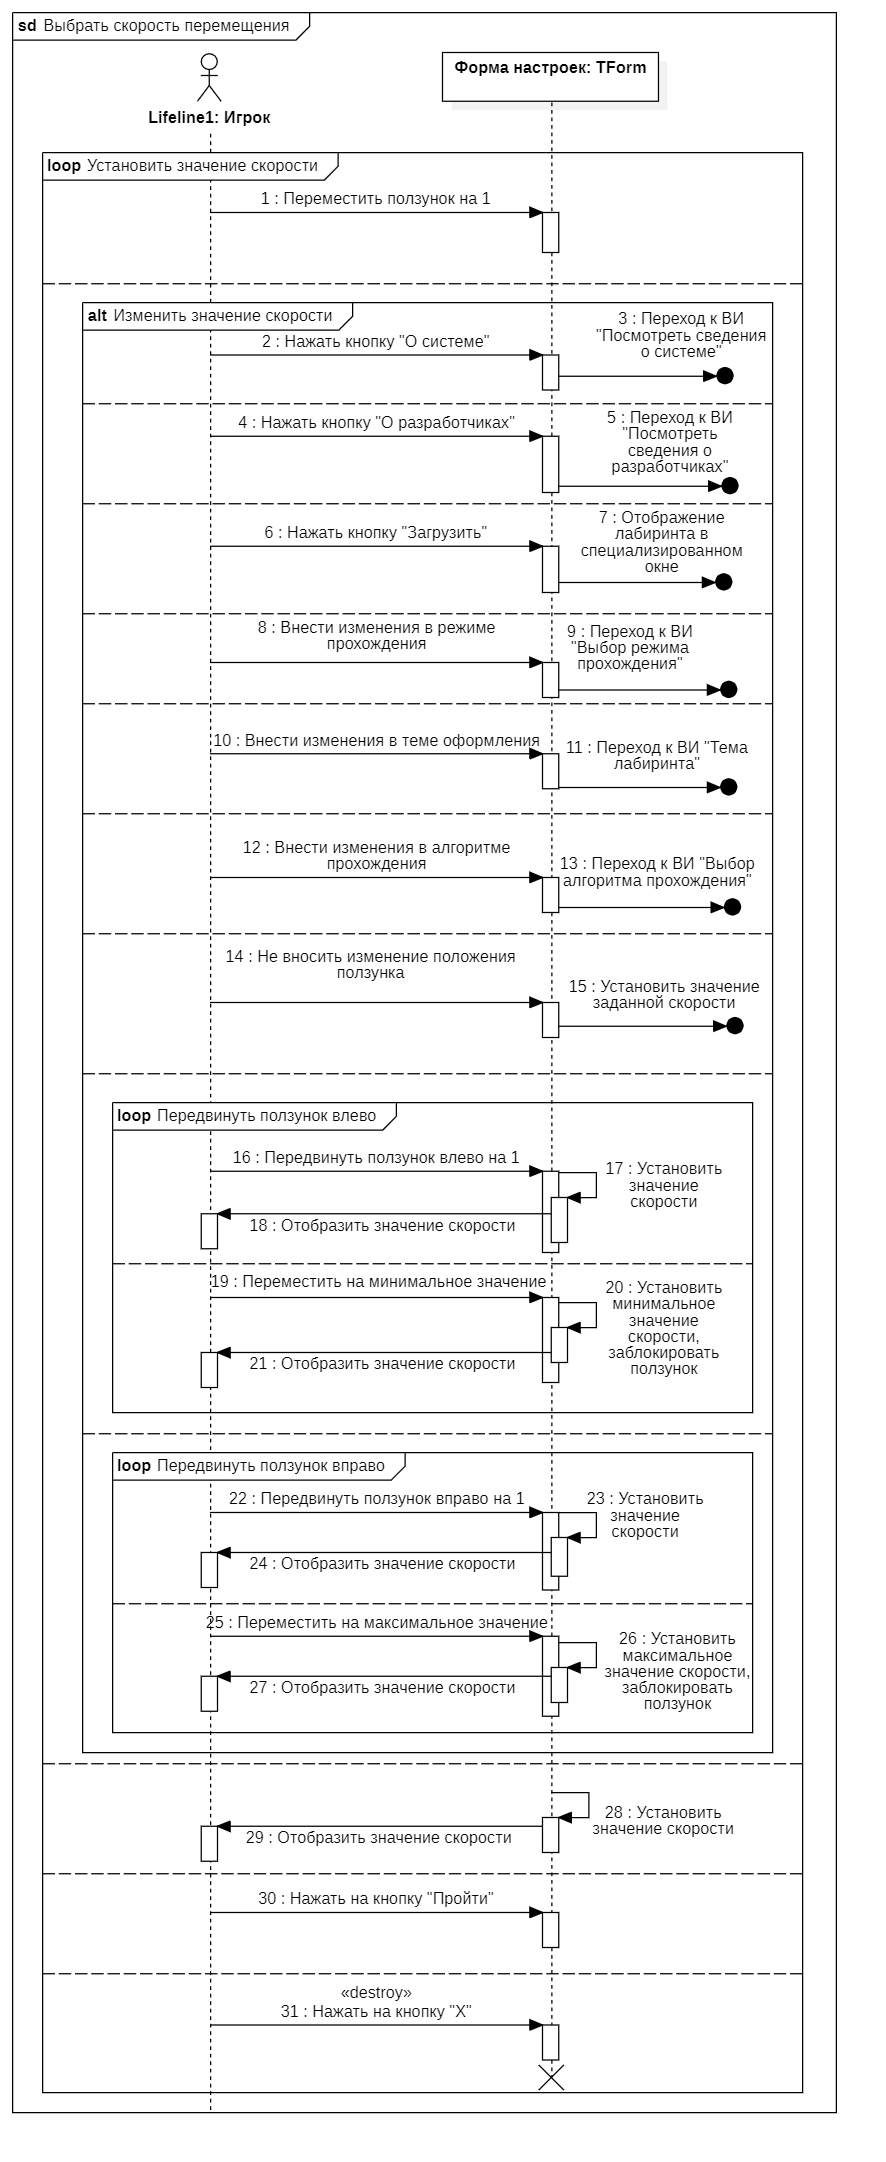 sd Выбрать скорость перемещения
Lifeline1: Игрок
Форма настроек: TForm
loop Установить значение скорости
1 : Переместить ползунок на 1
alt Изменить значение скорости
2 : Нажать кнопку "О системе"
3 : Переход к ВИ
"Посмотреть сведения
о системе"
4 : Нажать кнопку "О разработчиках"
5 : Переход к ВИ
"Посмотреть
сведения о
разработчиках"
6 : Нажать кнопку "Загрузить"
7 : Отображение
лабиринта в
специализированном
окне
8 : Внести изменения в режиме
прохождения
9 : Переход к ВИ
"Выбор режима
прохождения"
10 : Внести изменения в теме оформления
11 : Переход к ВИ "Тема
лабиринта"
12 : Внести изменения в алгоритме
прохождения
13 : Переход к ВИ "Выбор
алгоритма прохождения"
14 : Не вносить изменение положения
ползунка
15 : Установить значение
заданной скорости
loop Передвинуть ползунок влево
16 : Передвинуть ползунок влево на 1
17 : Установить
значение
скорости
18 : Отобразить значение скорости
19 : Переместить на минимальное значение
20 : Установить
минимальное
значение
скорости,
заблокировать
ползунок
21 : Отобразить значение скорости
loop Передвинуть ползунок вправо
22 : Передвинуть ползунок вправо на 1
23 : Установить
значение
скорости
24 : Отобразить значение скорости
25 : Переместить на максимальное значение
26 : Установить
максимальное
значение скорости,
заблокировать
ползунок
27 : Отобразить значение скорости
28 : Установить
значение скорости
29 : Отобразить значение скорости
30 : Нажать на кнопку "Пройти"
«destroy»
31 : Нажать на кнопку "Х"